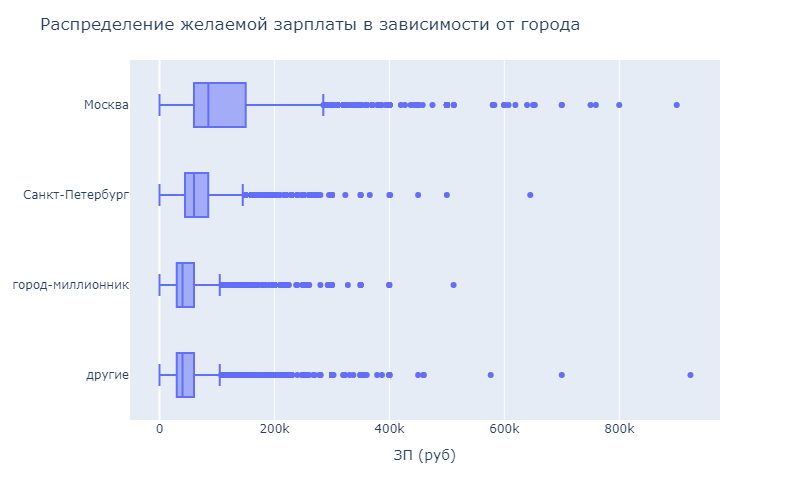 Распределение желаемой зарплаты в зависимости от города
Москва
Санкт-Петербург
город-миллионник
другие
0
200k
400k
600k
800k
ЗП (руб)